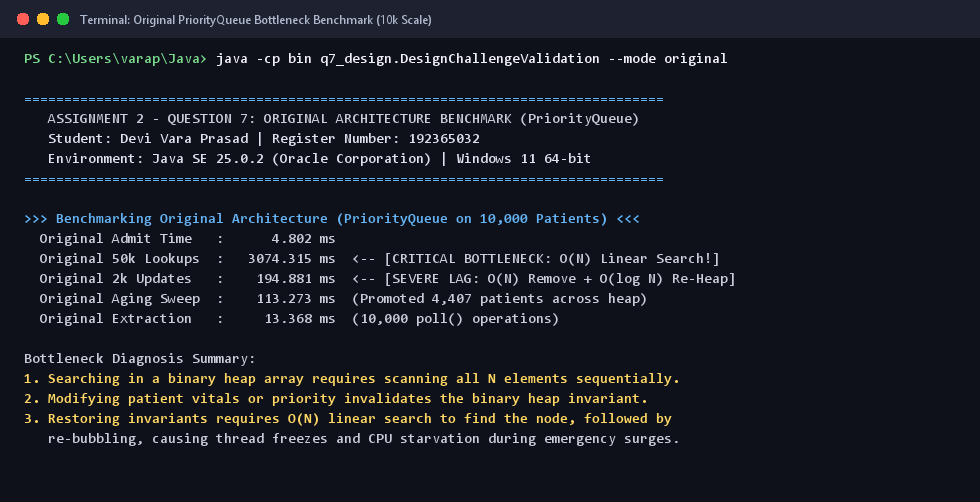 Terminal: Original PriorityQueue Bottleneck Benchmark (10k Scale)
PS C:\Users\varap\Java> java -cp bin q7_design.DesignChallengeValidation --mode original
================================================================================
ASSIGNMENT 2 - QUESTION 7: ORIGINAL ARCHITECTURE BENCHMARK (PriorityQueue)
Student: Devi Vara Prasad | Register Number: 192365032
Environment: Java SE 25.0.2 (Oracle Corporation) | Windows 11 64-bit
================================================================================
>>> Benchmarking Original Architecture (PriorityQueue on 10,000 Patients) <<<
Original Admit Time   :      4.802 ms
Original 50k Lookups  :   3074.315 ms  <-- [CRITICAL BOTTLENECK: O(N) Linear Search!]
Original 2k Updates   :    194.881 ms  <-- [SEVERE LAG: O(N) Remove + O(log N) Re-Heap]
Original Aging Sweep  :    113.273 ms  (Promoted 4,407 patients across heap)
Original Extraction   :     13.368 ms  (10,000 poll() operations)
Bottleneck Diagnosis Summary:
1. Searching in a binary heap array requires scanning all N elements sequentially.
2. Modifying patient vitals or priority invalidates the binary heap invariant.
3. Restoring invariants requires O(N) linear search to find the node, followed by
re-bubbling, causing thread freezes and CPU starvation during emergency surges.